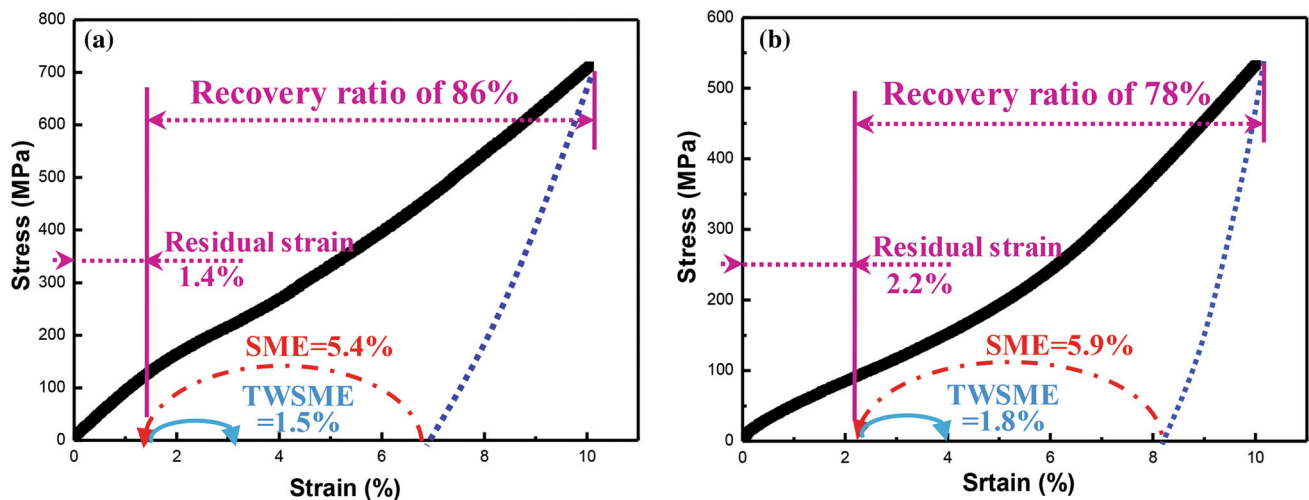 (a)
Recovery ratio of 86%
Residual strain
1.4%
SME=5.4%
TWSME
=1.5%
Stress (MPa)
800
700
600
500
400
300
200
100
0
0 2 4 6 8 10
Strain (%)
(b)
Recovery ratio of 78%
Residual strain
2.2%
SME=5.9%
TWSME
=1.8%
Stress (MPa)
600
500
400
300
200
100
0
0 2 4 6 8 10
Srtain (%)